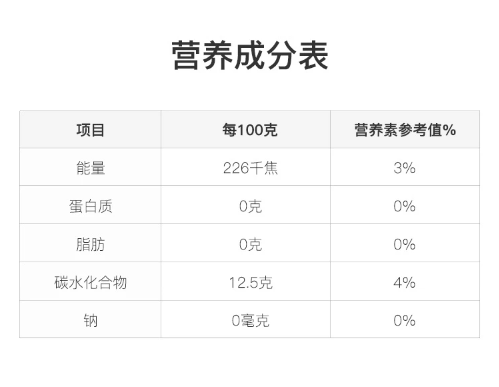 营养成分表
项目 每100克 营养素参考值%
能量 226千焦 3%
蛋白质 0克 0%
脂肪 0克 0%
碳水化合物 12.5克 4%
钠 0毫克 0%